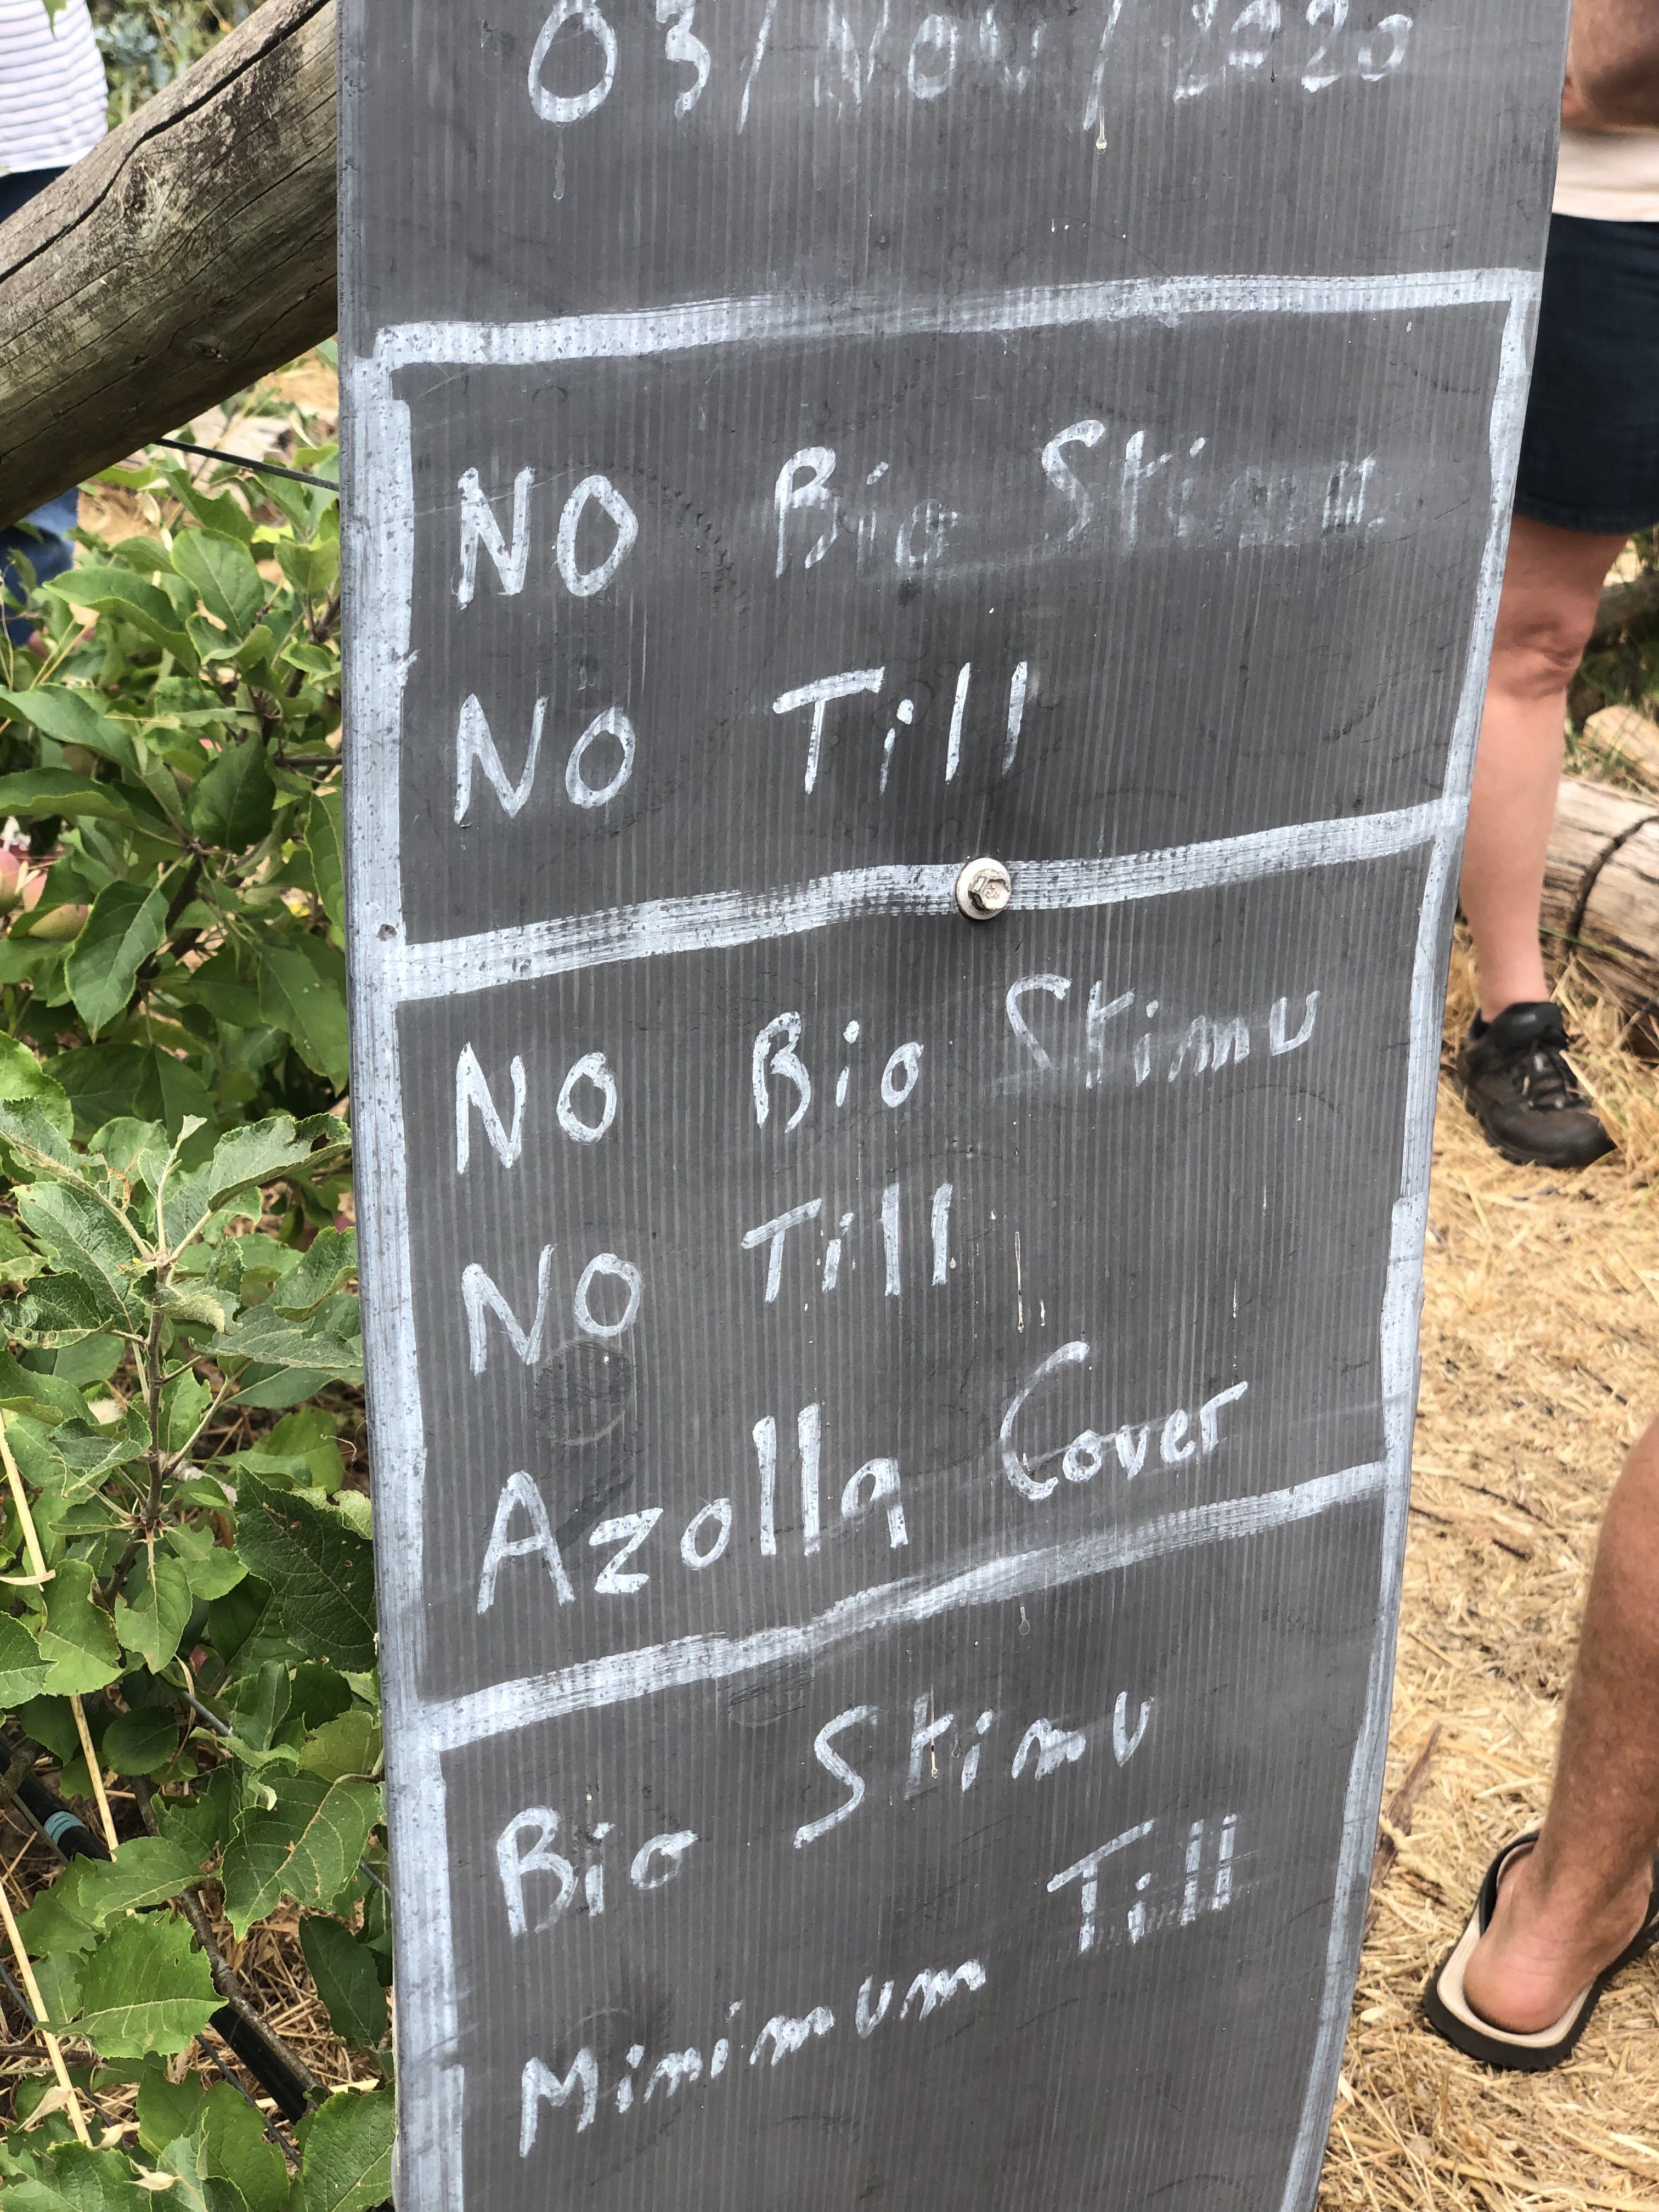 03/Nov/2020
NO Bio Stimu
NO Till
NO Bio Stimu
NO Till
Azolla Cover
Bio Stimu
Minimum Till